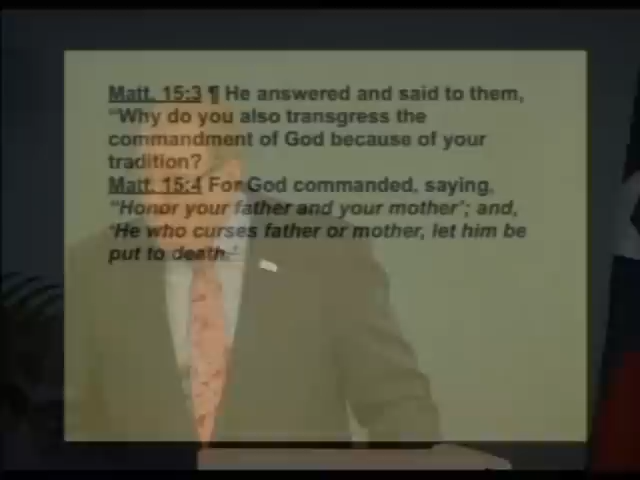 Matt. 15:3 ¶ He answered and said to them,
“Why do you also transgress the
commandment of God because of your
tradition?
Matt. 15:4 For God commanded, saying,
“Honor your father and your mother’; and,
‘He who curses father or mother, let him be
put to death.’